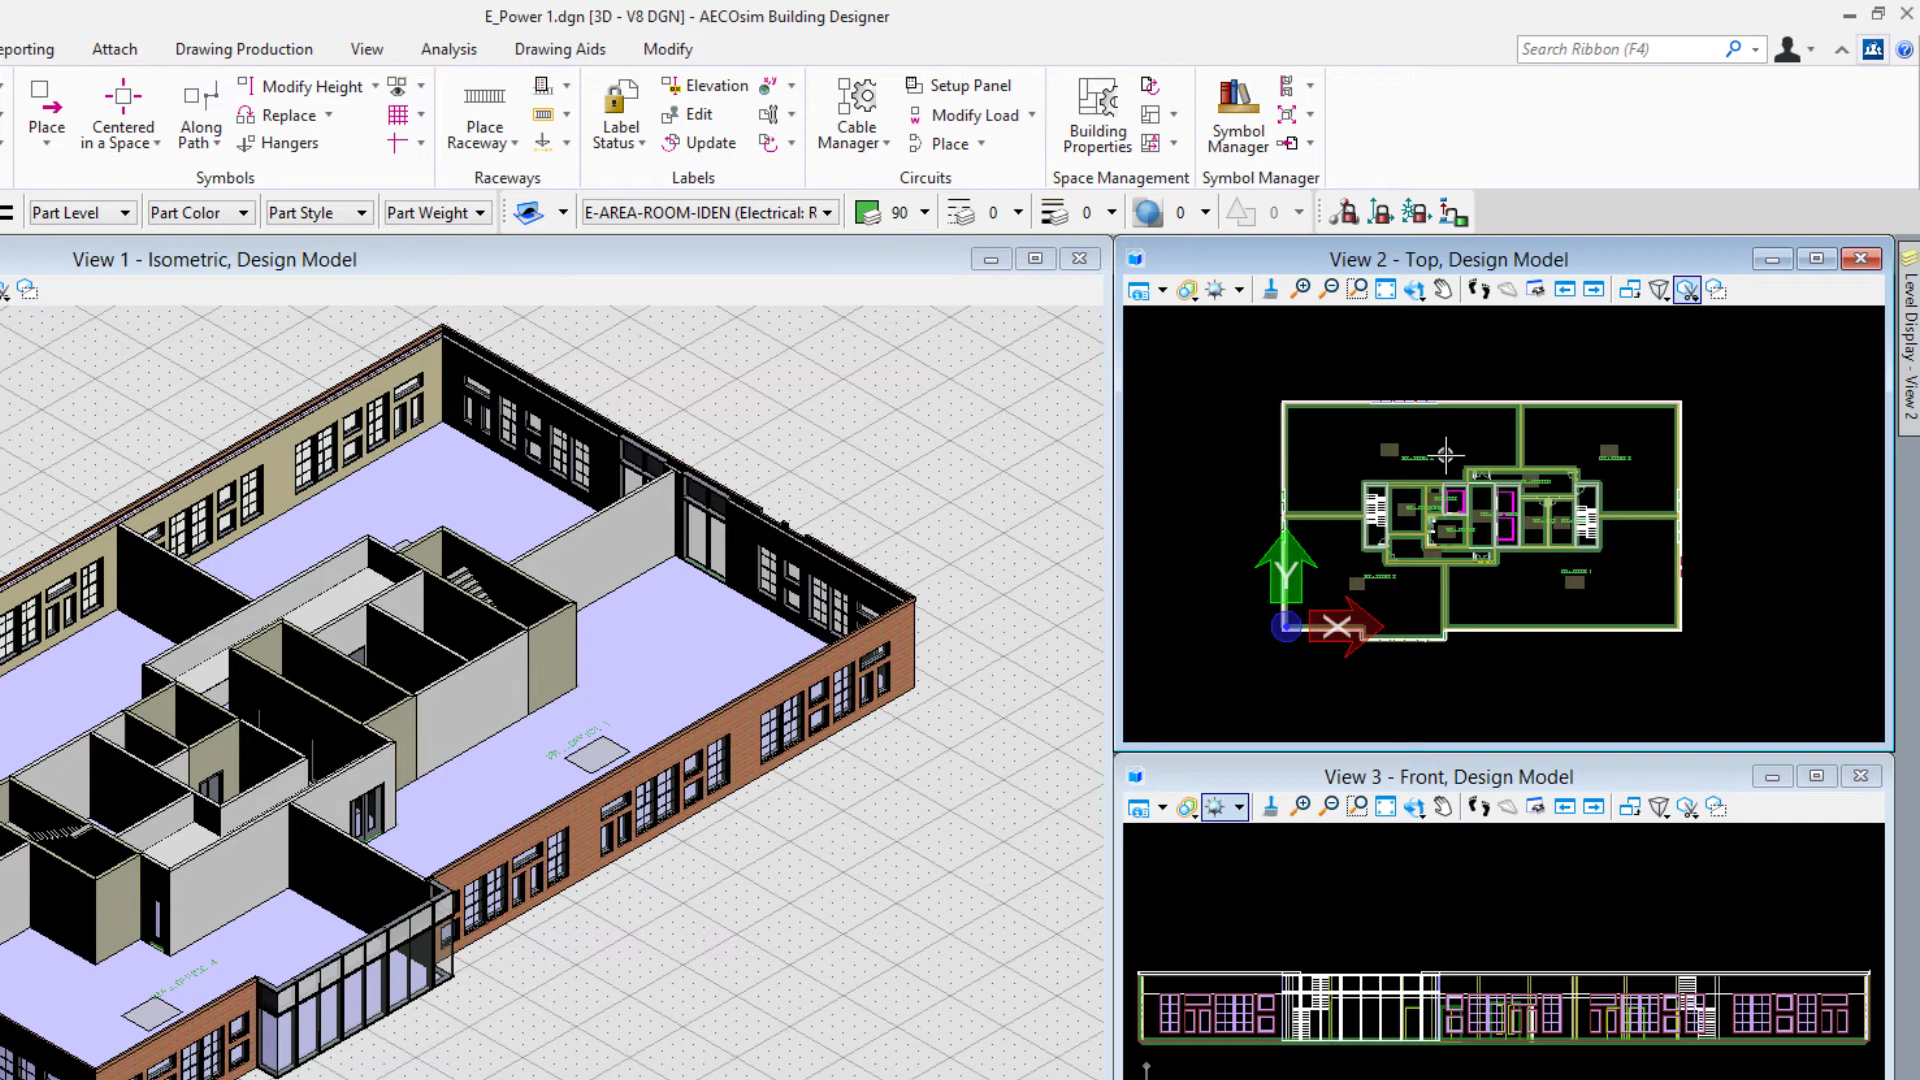 E_Power 1.dgn [3D - V8 DGN] - AECOsim Building Designer
eporting Attach Drawing Production View Analysis Drawing Aids Modify
Search Ribbon (F4)
Place
Centered
in a Space
Along
Path
Modify Height
Replace
Hangers
Symbols
Place
Raceway
Raceways
Label
Status
Elevation
Edit
Update
Labels
Cable
Manager
Setup Panel
Modify Load
Place
Circuits
Building
Properties
Space Management
Symbol
Manager
Symbol Manager
Part Level Part Color Part Style Part Weight E-AREA-ROOM-IDEN (Electrical: R 90 0 0 0 0
View 1 - Isometric, Design Model
View 2 - Top, Design Model
Level Display - View 2
Y
X
View 3 - Front, Design Model